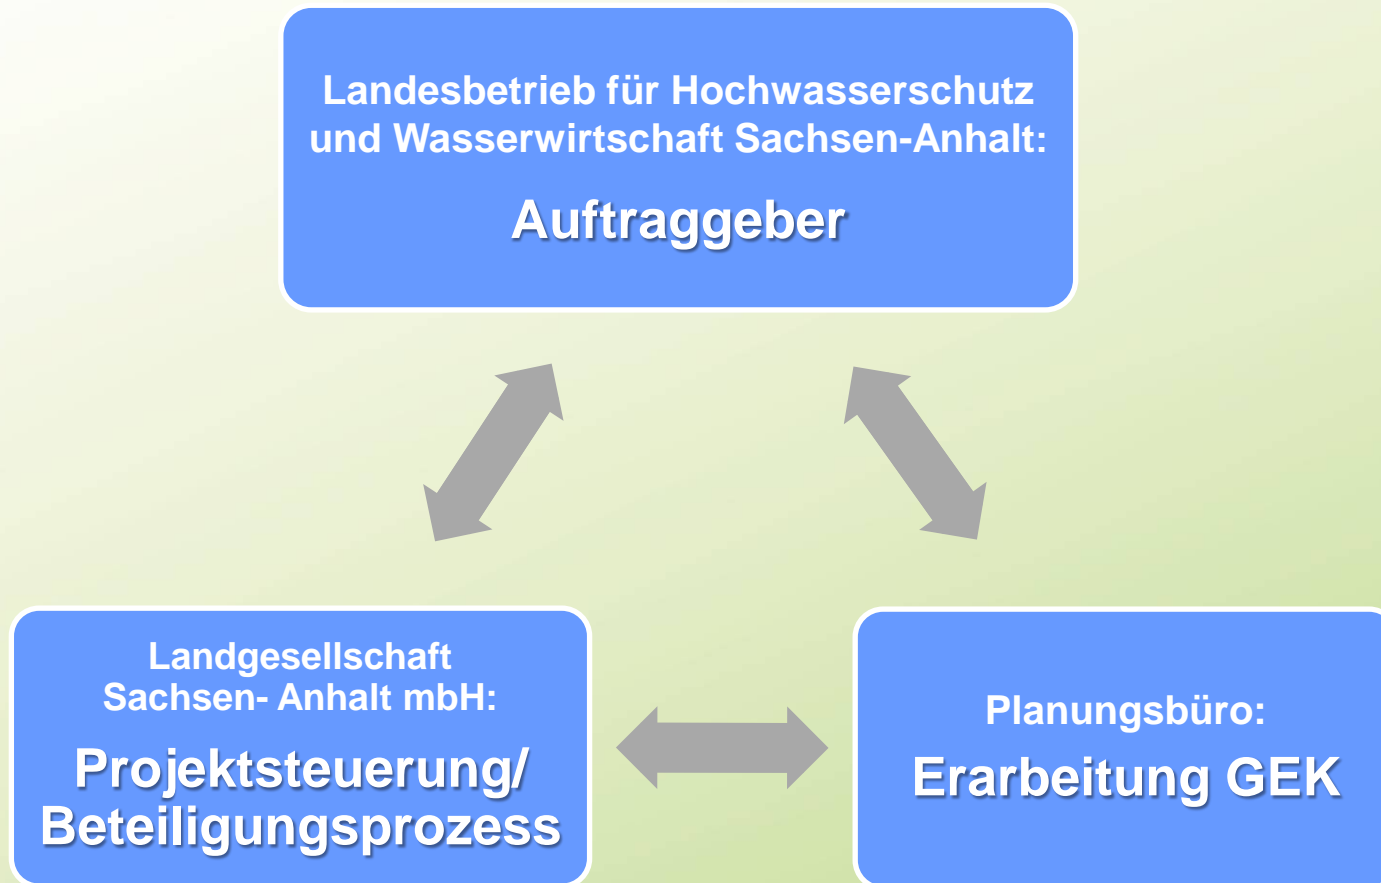 Landesbetrieb für Hochwasserschutz
und Wasserwirtschaft Sachsen-Anhalt:
Auftraggeber
Landgesellschaft
Sachsen- Anhalt mbH:
Projektsteuerung/
Beteiligungsprozess
Planungsbüro:
Erarbeitung GEK